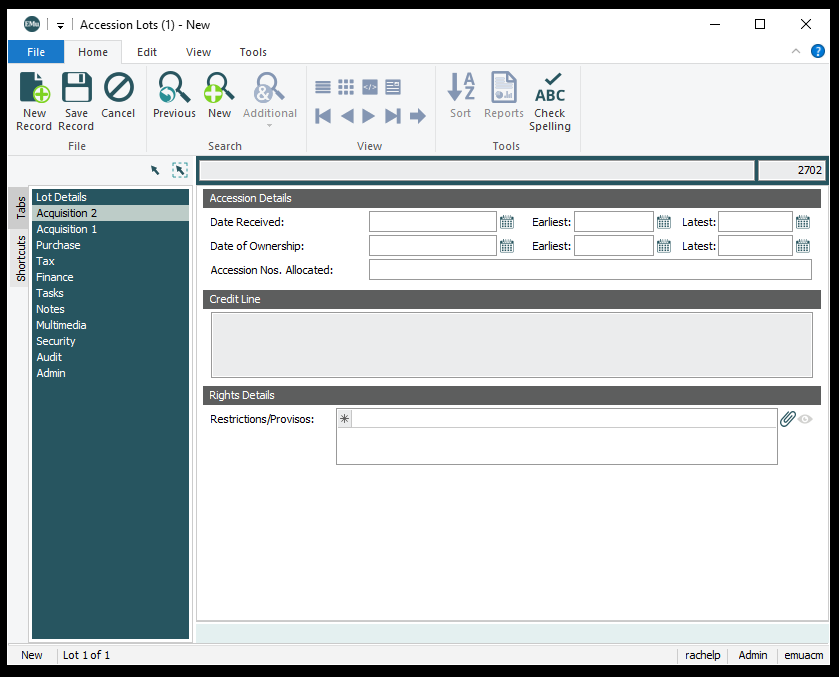 EMu Accession Lots (1) - New
File Home Edit View Tools
?
New Record Save Record Cancel Previous New Additional Sort Reports Check Spelling
& </> A Z ABC
File Search View Tools
2702
Tabs
Shortcuts
Lot Details
Acquisition 2
Acquisition 1
Purchase
Tax
Finance
Tasks
Notes
Multimedia
Security
Audit
Admin
Accession Details
Date Received: Earliest: Latest:
Date of Ownership: Earliest: Latest:
Accession Nos. Allocated:
Credit Line
Rights Details
Restrictions/Provisos: *
New Lot 1 of 1 rachelp Admin emuacm